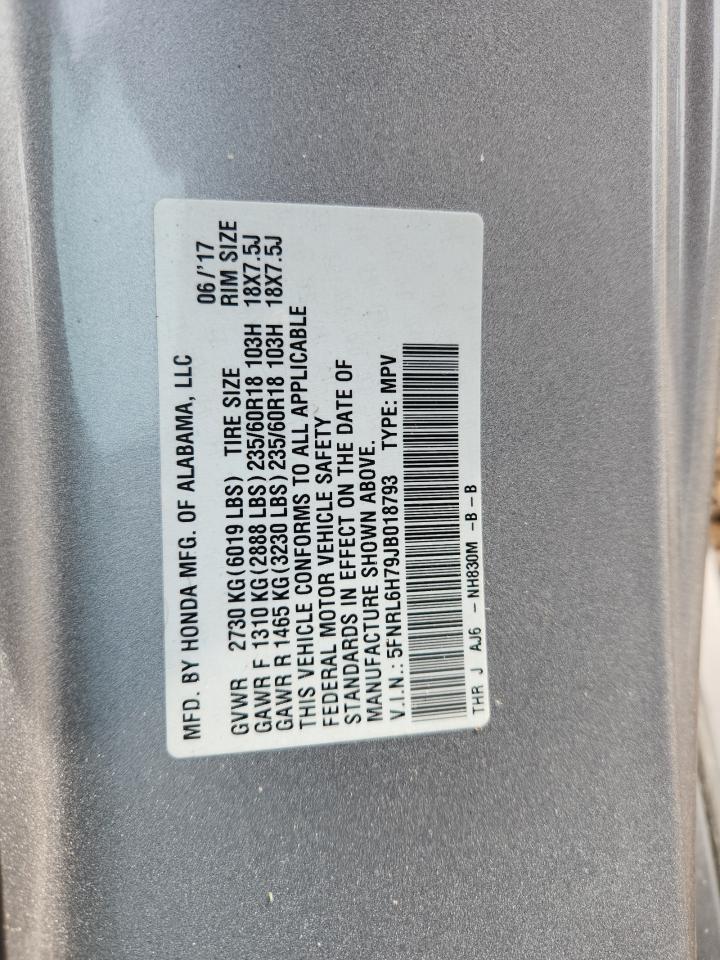 MFD. BY HONDA MFG. OF ALABAMA, LLC 06/'17
GVWR 2730 KG(6019 LBS) TIRE SIZE RIM SIZE
GAWR F 1310 KG(2888 LBS)235/60R18 103H 18X7.5J
GAWR R 1465 KG(3230 LBS)235/60R18 103H 18X7.5J
THIS VEHICLE CONFORMS TO ALL APPLICABLE
FEDERAL MOTOR VEHICLE SAFETY
STANDARDS IN EFFECT ON THE DATE OF
MANUFACTURE SHOWN ABOVE.
V.I.N.: 5FNRL6H79JB018793 TYPE: MPV
THR J AJ6 - NH830M -B - B